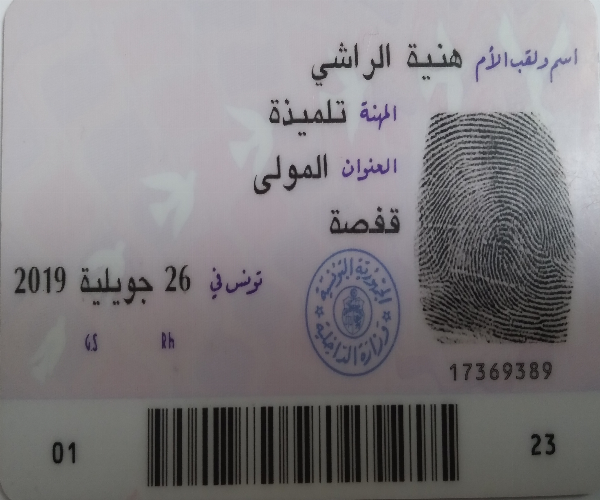 اسم ولقب الأم هنية الراشي
المهنة تلميذة
العنوان المولى
قفصة
تونس في 26 جويلية 2019
GS Rh
الجمهورية التونسية
وزارة الداخلية
17369389
01 23